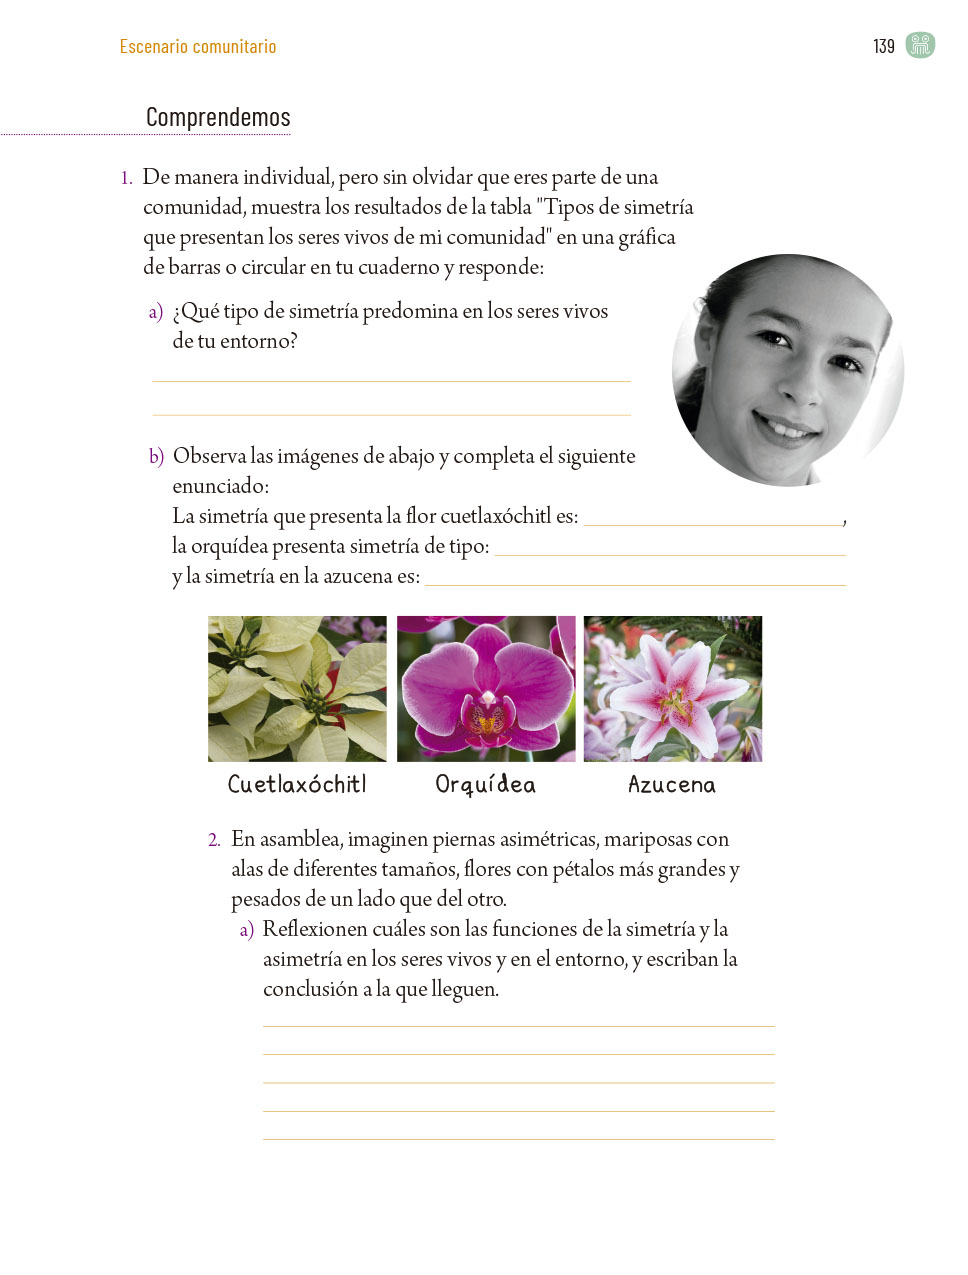 Escenario comunitario
139
Comprendemos
1. De manera individual, pero sin olvidar que eres parte de una
comunidad, muestra los resultados de la tabla "Tipos de simetría
que presentan los seres vivos de mi comunidad" en una gráfica
de barras o circular en tu cuaderno y responde:
a) ¿Qué tipo de simetría predomina en los seres vivos
de tu entorno?
b) Observa las imágenes de abajo y completa el siguiente
enunciado:
La simetría que presenta la flor cuetlaxóchitl es: ,
la orquídea presenta simetría de tipo:
y la simetría en la azucena es:
Cuetlaxóchitl
Orquídea
Azucena
2. En asamblea, imaginen piernas asimétricas, mariposas con
alas de diferentes tamaños, flores con pétalos más grandes y
pesados de un lado que del otro.
a) Reflexionen cuáles son las funciones de la simetría y la
asimetría en los seres vivos y en el entorno, y escriban la
conclusión a la que lleguen.